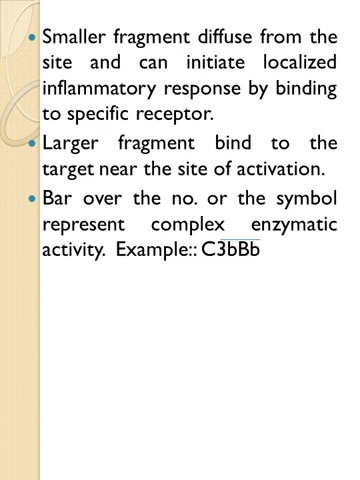 Smaller fragment diffuse from the
site and can initiate localized
inflammatory response by binding
to specific receptor.
Larger fragment bind to the
target near the site of activation.
Bar over the no. or the symbol
represent complex enzymatic
activity. Example:: C3̅b̅B̅b̅